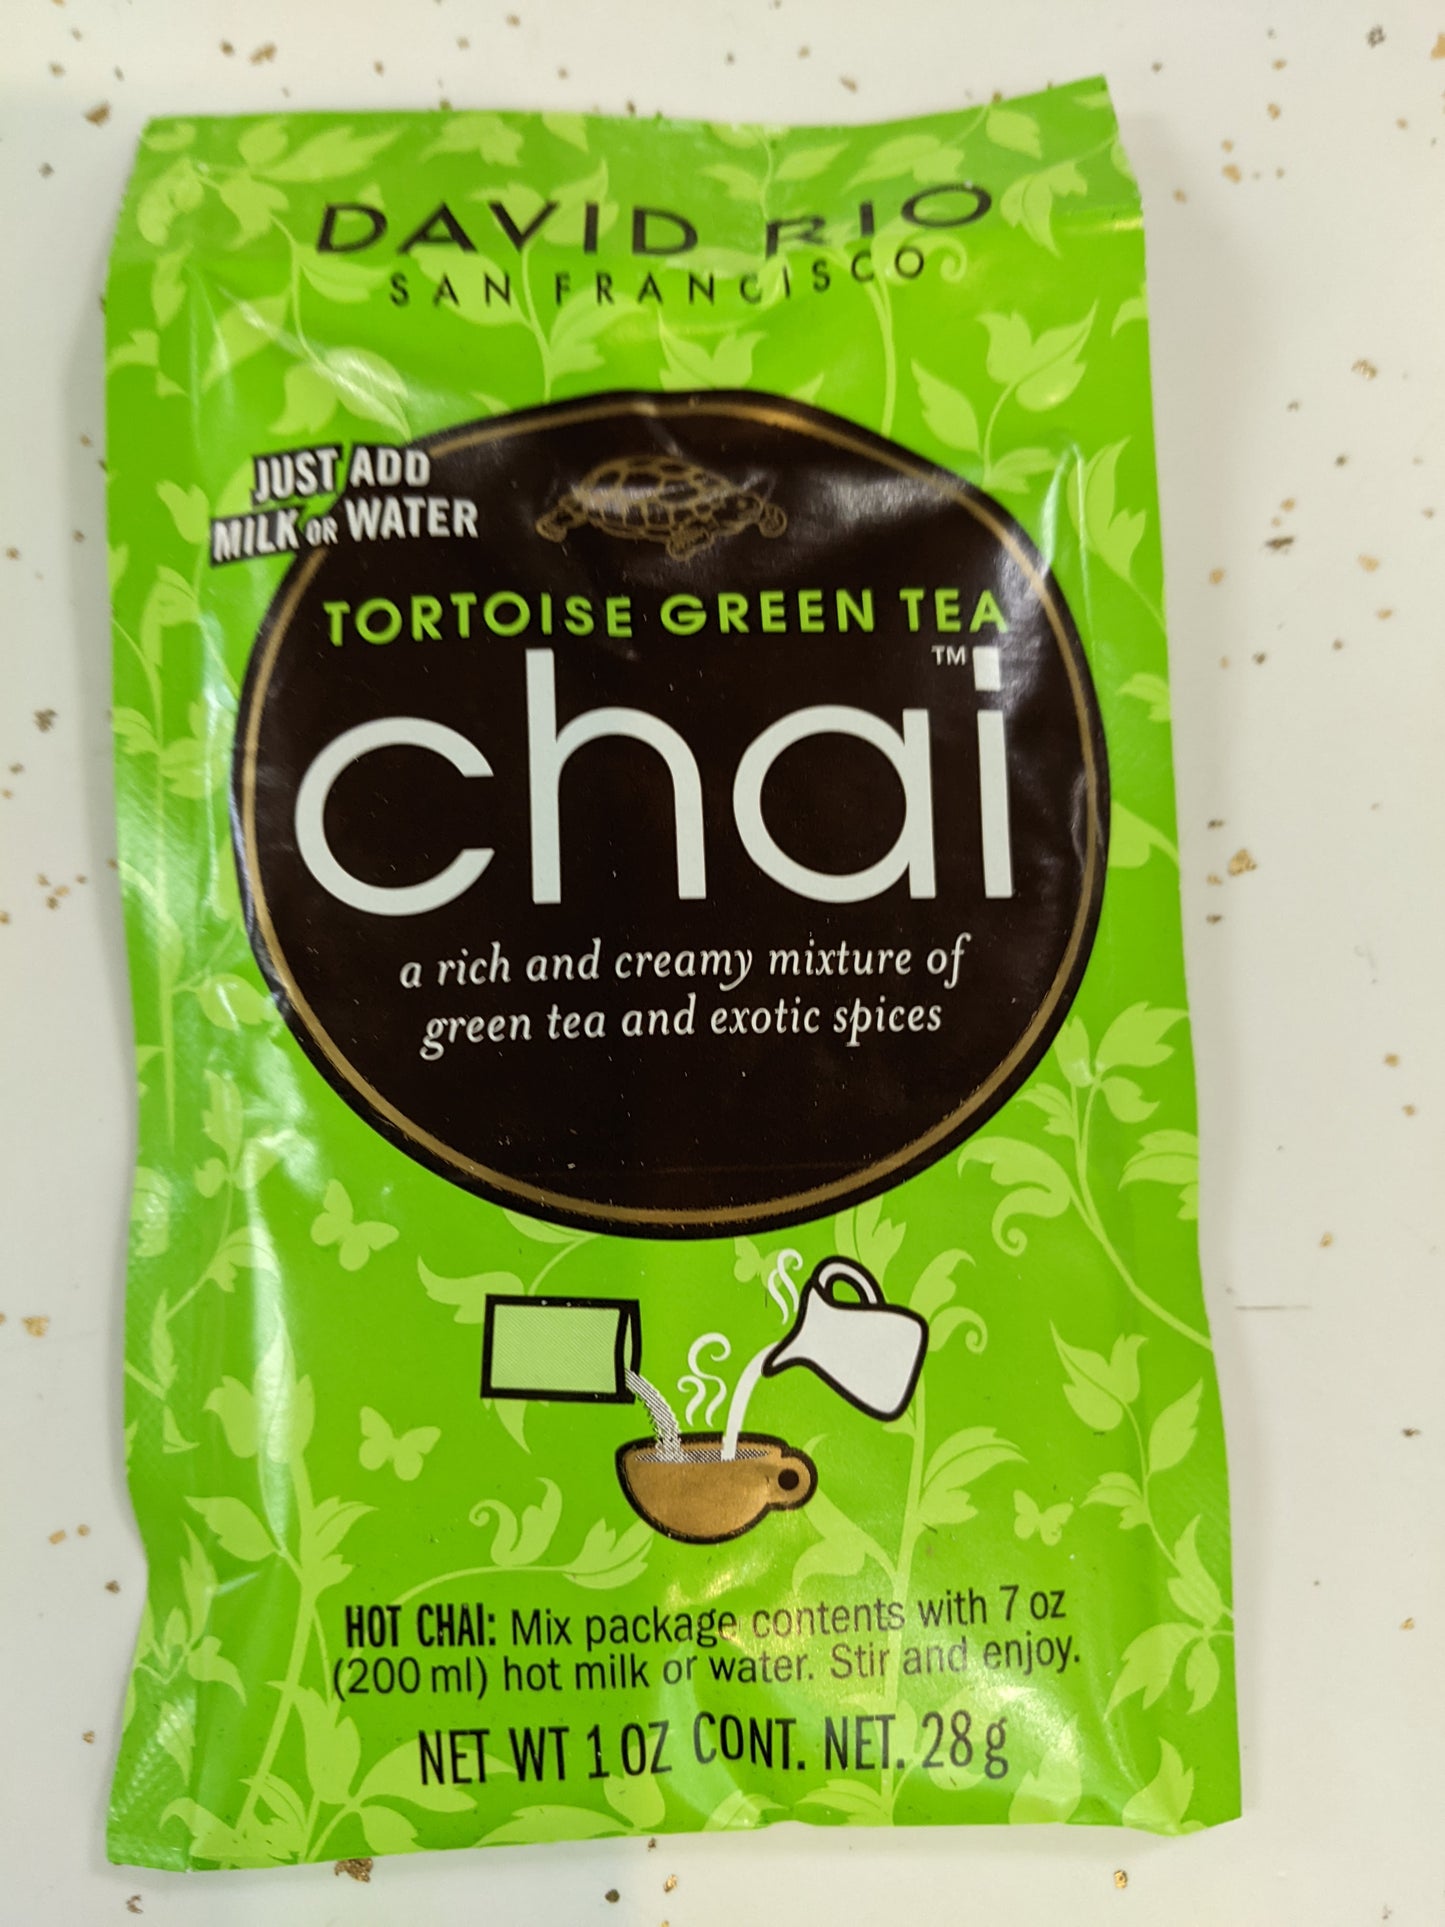 DAVID RIO
SAN FRANCISCO
JUST ADD
MILK OR WATER
TORTOISE GREEN TEA
chai™
a rich and creamy mixture of
green tea and exotic spices
HOT CHAI: Mix package contents with 7 oz
(200 ml) hot milk or water. Stir and enjoy.
NET WT 1 OZ CONT. NET. 28 g